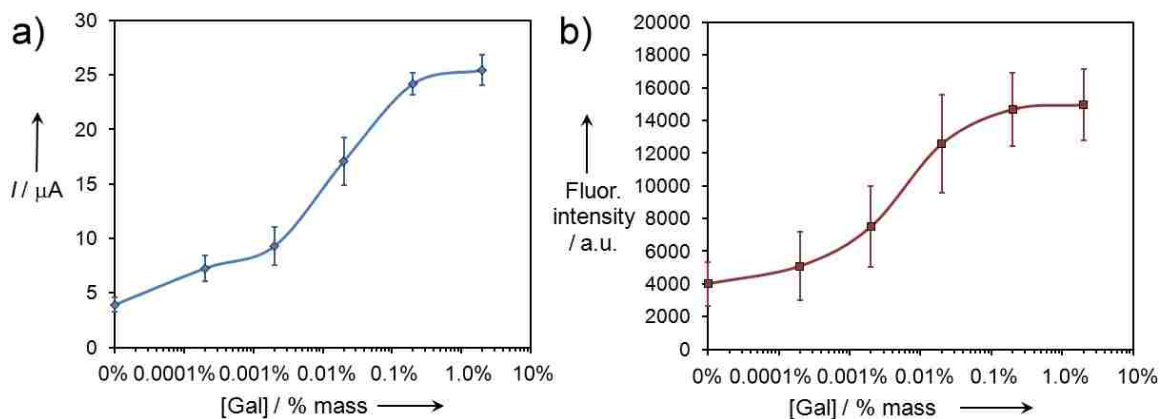 a)
30
25
20
15
10
5
0
I / μA
0% 0.0001% 0.001% 0.01% 0.1% 1.0% 10%
[Gal] / % mass
b)
20000
18000
16000
14000
12000
10000
8000
6000
4000
2000
0
Fluor.
intensity
/ a.u.
0% 0.0001% 0.001% 0.01% 0.1% 1.0% 10%
[Gal] / % mass